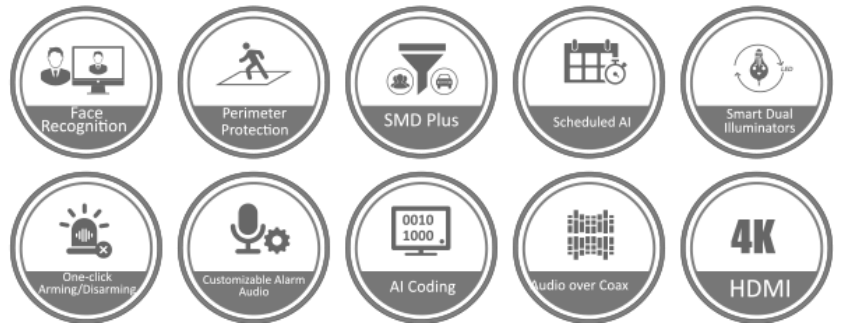 Face
Recognition
Perimeter
Protection
SMD Plus
Scheduled AI
LED
Smart Dual
Illuminators
One-click
Arming/Disarming
Customizable Alarm
Audio
0010
1000
AI Coding
Audio over Coax
4K
HDMI